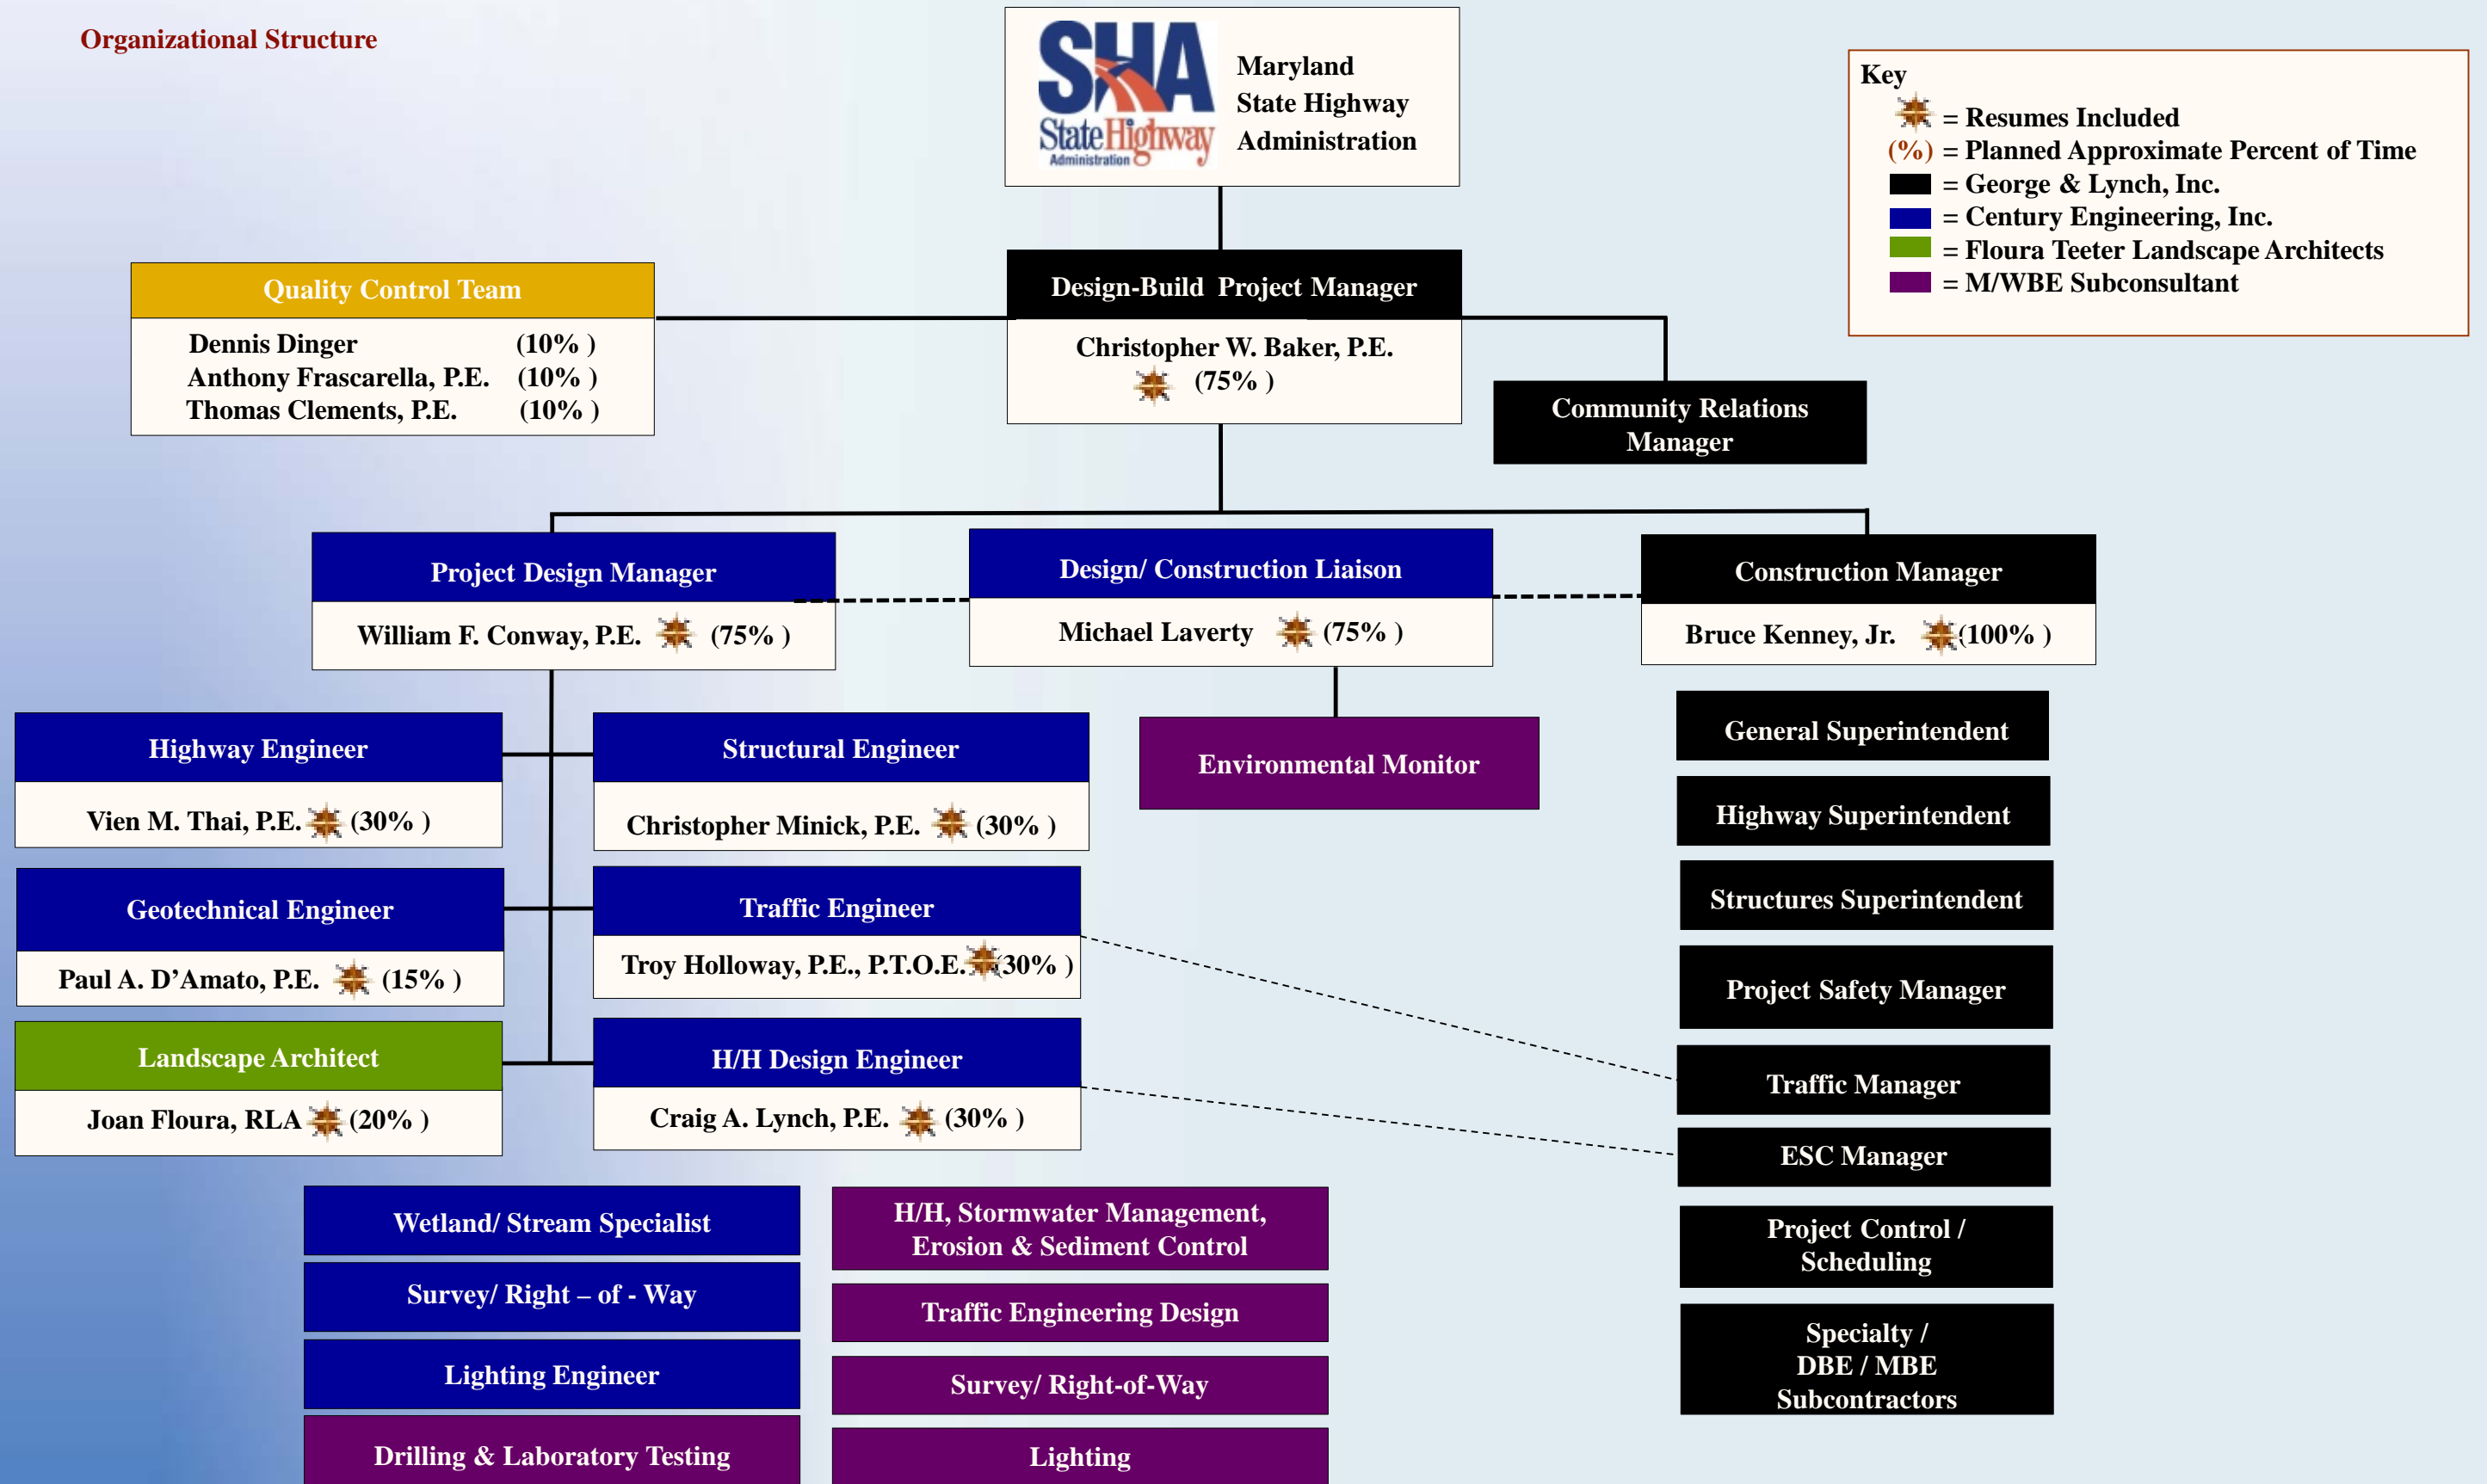 Organizational Structure
SHA
State Highway
Administration
Maryland
State Highway
Administration
Key
= Resumes Included
(%) = Planned Approximate Percent of Time
= George & Lynch, Inc.
= Century Engineering, Inc.
= Floura Teeter Landscape Architects
= M/WBE Subconsultant
Quality Control Team
Dennis Dinger (10% )
Anthony Frascarella, P.E. (10% )
Thomas Clements, P.E. (10% )
Design-Build Project Manager
Christopher W. Baker, P.E.
(75% )
Community Relations
Manager
Project Design Manager
William F. Conway, P.E. (75% )
Design/ Construction Liaison
Michael Laverty (75% )
Construction Manager
Bruce Kenney, Jr. (100% )
Highway Engineer
Vien M. Thai, P.E. (30% )
Structural Engineer
Christopher Minick, P.E. (30% )
Environmental Monitor
Geotechnical Engineer
Paul A. D’Amato, P.E. (15% )
Traffic Engineer
Troy Holloway, P.E., P.T.O.E. (30% )
Landscape Architect
Joan Floura, RLA (20% )
H/H Design Engineer
Craig A. Lynch, P.E. (30% )
General Superintendent
Highway Superintendent
Structures Superintendent
Project Safety Manager
Traffic Manager
ESC Manager
Project Control /
Scheduling
Specialty /
DBE / MBE
Subcontractors
Wetland/ Stream Specialist
Survey/ Right – of - Way
Lighting Engineer
Drilling & Laboratory Testing
H/H, Stormwater Management,
Erosion & Sediment Control
Traffic Engineering Design
Survey/ Right-of-Way
Lighting